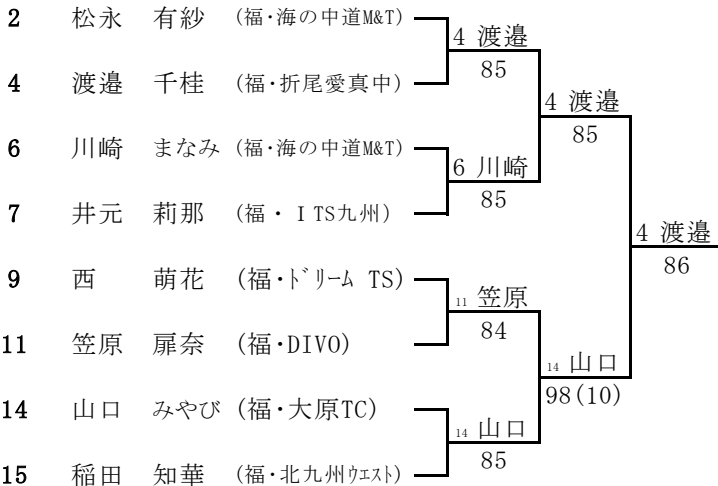 2 松永 有紗 (福・海の中道M&T)
4 渡邉
4 渡邉 千桂 (福・折尾愛真中)
85
4 渡邉
6 川崎 まなみ (福・海の中道M&T)
85
6 川崎
7 井元 莉那 (福・ITS九州)
85
4 渡邉
9 西 萌花 (福・ドリーム TS)
86
11 笠原
11 笠原 扉奈 (福・DIVO)
84
14 山口
14 山口 みやび (福・大原TC)
98(10)
14 山口
15 稲田 知華 (福・北九州ウエスト)
85